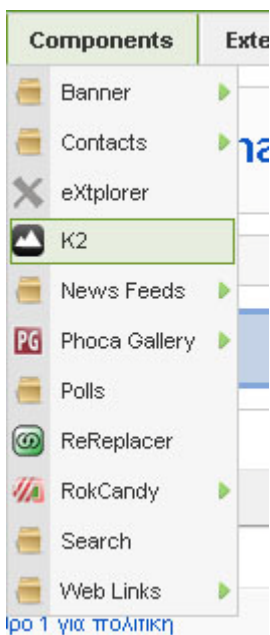 Components Exte
Banner
Contacts
eXtplorer
K2
News Feeds
PG Phoca Gallery
Polls
ReReplacer
RokCandy
Search
Web Links
ρο 1 για πολιτική